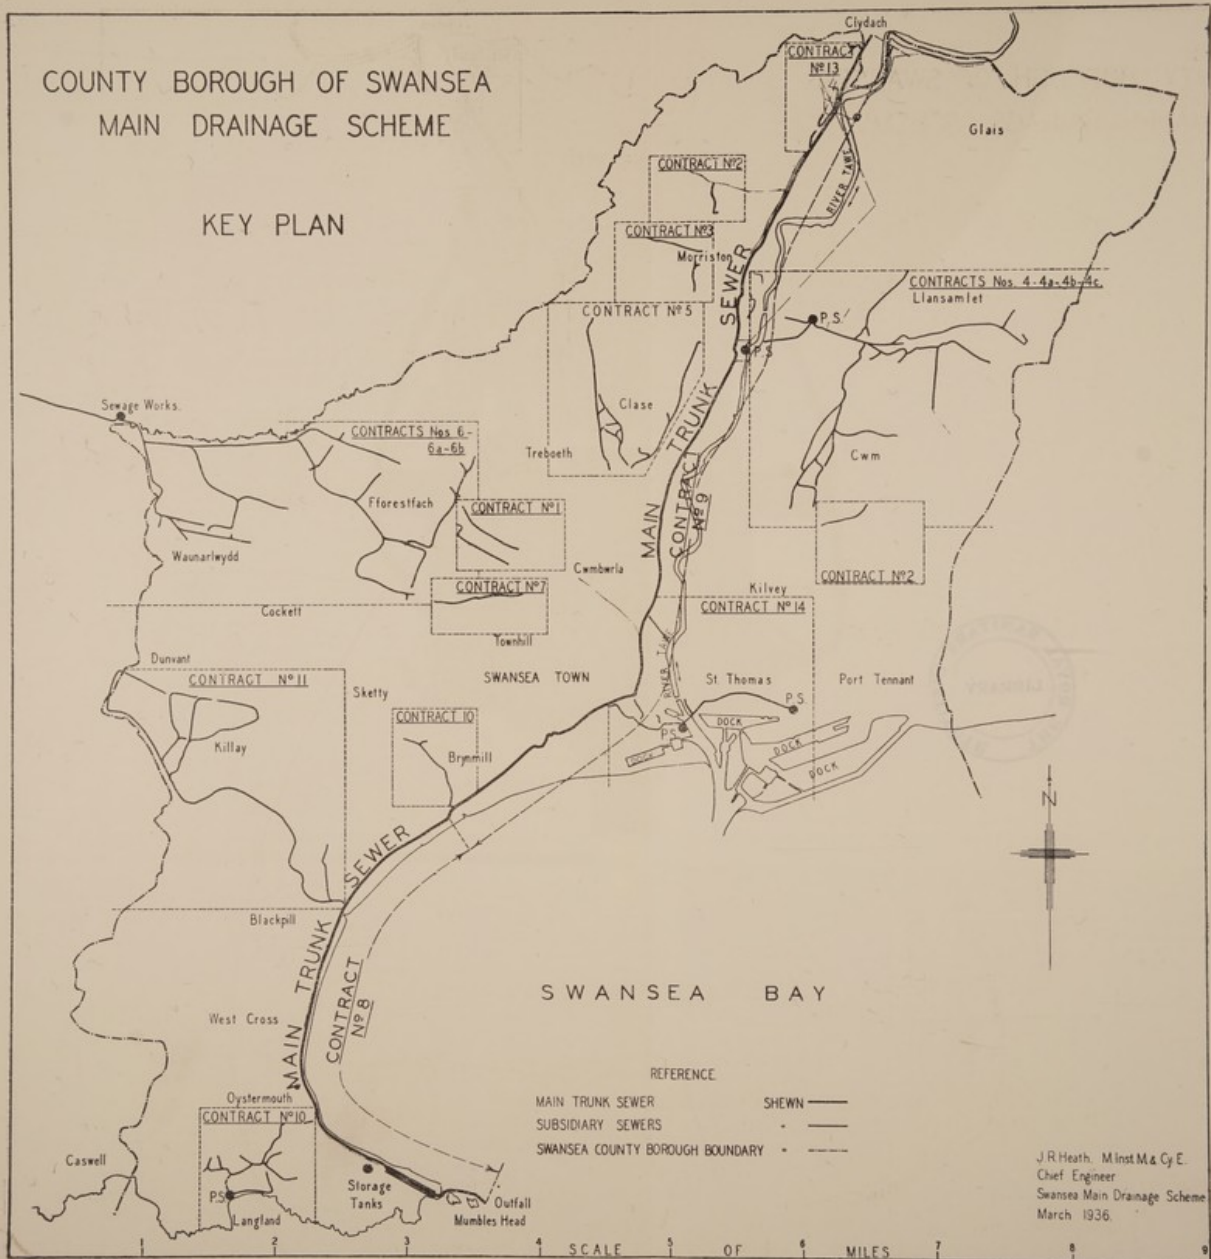 COUNTY BOROUGH OF SWANSEA
MAIN DRAINAGE SCHEME
KEY PLAN
Clydach
CONTRACT
Nº13
Glais
RIVER TAWE
CONTRACT Nº2
CONTRACT Nº3
Morriston
CONTRACT Nº5
CONTRACTS Nos. 4-4a-4b-4c.
Llansamlet
P.S.
P.S.
Clase
Treboeth
Cwm
Sewage Works.
CONTRACTS Nos 6-
6a-6b
Fforestfach
Waunarlwydd
CONTRACT Nº1
Cwmbwrla
CONTRACT Nº7
Townhill
Cockett
MAIN TRUNK SEWER
CONTRACT
Nº9
CONTRACT Nº2
Kilvey
CONTRACT Nº14
Dunvant
CONTRACT Nº11
Killay
Sketty
SWANSEA TOWN
RIVER TAWE
St. Thomas
P.S.
Port Tennant
P.S.
DOCK
DOCK
DOCK
DOCK
CONTRACT 10
Brynmill
N
Blackpill
MAIN TRUNK SEWER
CONTRACT
Nº8
West Cross
SWANSEA BAY
Oystermouth
CONTRACT Nº10
Caswell
P.S
Langland
Storage
Tanks
Outfall
Mumbles Head
REFERENCE
MAIN TRUNK SEWER SHEWN
SUBSIDIARY SEWERS "
SWANSEA COUNTY BOROUGH BOUNDARY "
J.R.Heath. M.Inst.M.& Cy.E.
Chief Engineer
Swansea Main Drainage Scheme
March 1936.
1 2 3 4 5 6 7 8 9
SCALE OF MILES